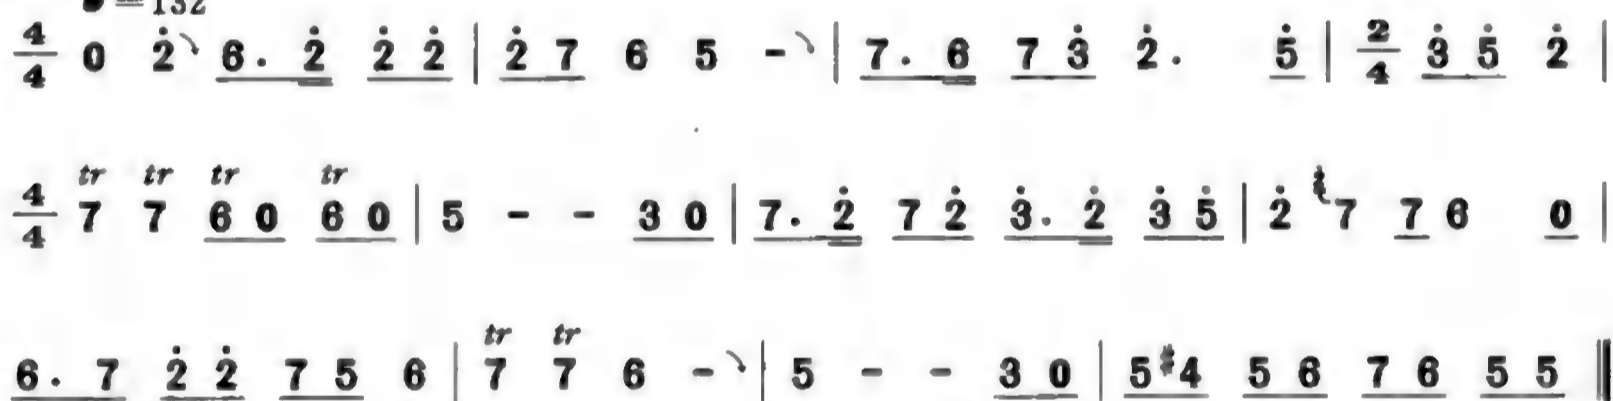 = 132
4/4 0 2̇ 6. 2̇ 2̇ 2̇ | 2̇ 7 6 5 - | 7. 6 7 3̇ 2̇. 5̇ | 2/4 3̇ 5̇ 2̇ |
tr tr tr tr
4/4 7 7 6 0 6 0 | 5 - - 3 0 | 7. 2̇ 7 2̇ 3̇. 2̇ 3̇ 5̇ | 2̇ 7 7 6 0 |
tr tr
6. 7 2̇ 2̇ 7 5 6 | 7 7 6 - | 5 - - 3 0 | 5 #4 5 6 7 6 5 5 ‖